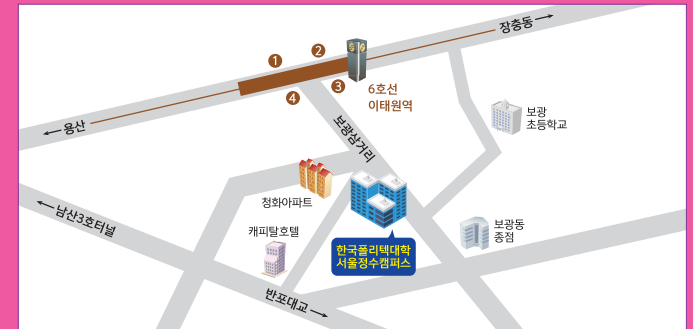 장충동
2
1
6호선
이태원역
3
4
보광
초등학교
용산
보광삼거리
청화아파트
남산3호터널
캐피탈호텔
보광동
종점
한국폴리텍대학
서울정수캠퍼스
반포대교